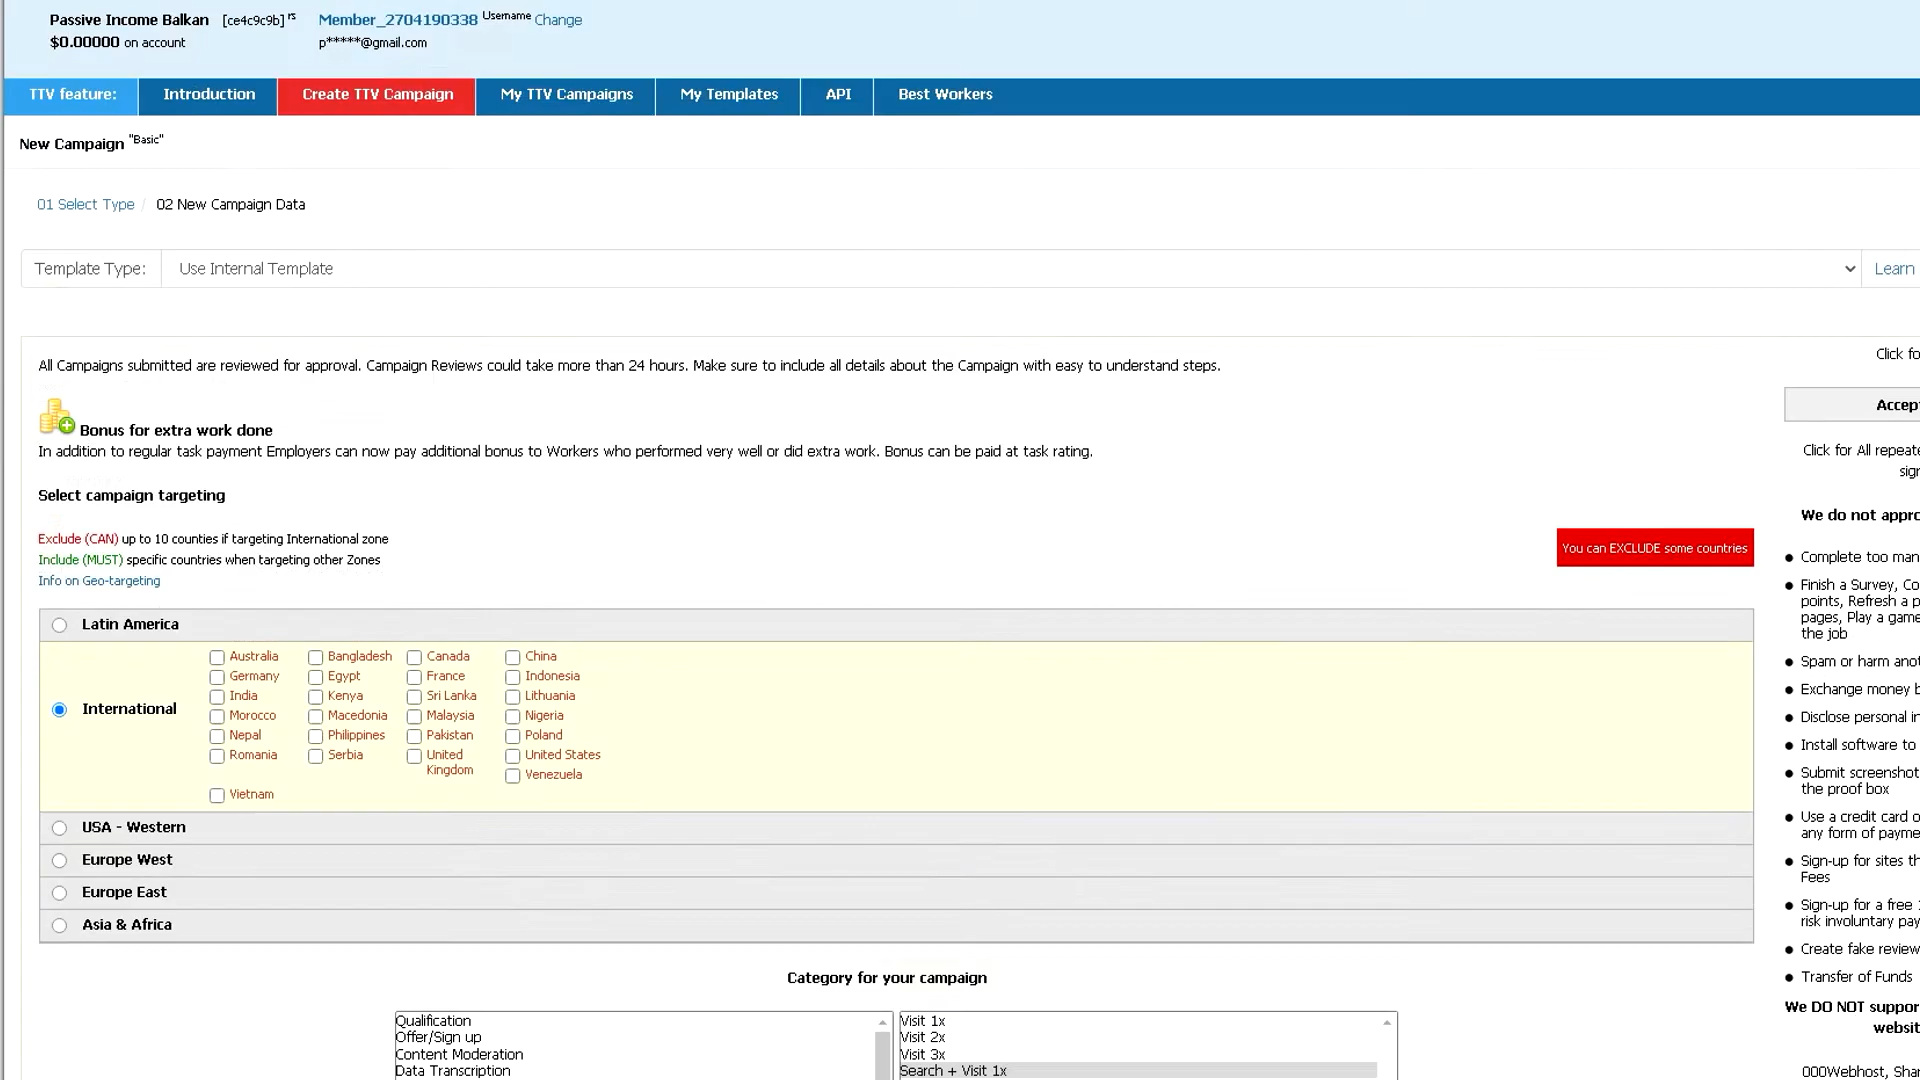 Passive Income Balkan [ce4c9c9b] rs Member_2704190338 Username Change
$0.00000 on account p*****@gmail.com
TTV feature: Introduction Create TTV Campaign My TTV Campaigns My Templates API Best Workers
New Campaign "Basic"
01 Select Type / 02 New Campaign Data
Template Type: Use Internal Template Learn
All Campaigns submitted are reviewed for approval. Campaign Reviews could take more than 24 hours. Make sure to include all details about the Campaign with easy to understand steps.
Bonus for extra work done
In addition to regular task payment Employers can now pay additional bonus to Workers who performed very well or did extra work. Bonus can be paid at task rating.
Select campaign targeting
Exclude (CAN) up to 10 counties if targeting International zone
Include (MUST) specific countries when targeting other Zones
Info on Geo-targeting
You can EXCLUDE some countries
Latin America
International
Australia Bangladesh Canada China
Germany Egypt France Indonesia
India Kenya Sri Lanka Lithuania
Morocco Macedonia Malaysia Nigeria
Nepal Philippines Pakistan Poland
Romania Serbia United Kingdom United States
Venezuela
Vietnam
USA - Western
Europe West
Europe East
Asia & Africa
Category for your campaign
Qualification
Offer/Sign up
Content Moderation
Data Transcription
Visit 1x
Visit 2x
Visit 3x
Search + Visit 1x
Click fo
Accep
Click for All repeate
sig
We do not appro
Complete too man
Finish a Survey, Co
points, Refresh a p
pages, Play a game
the job
Spam or harm anot
Exchange money b
Disclose personal in
Install software to
Submit screenshot
the proof box
Use a credit card o
any form of payme
Sign-up for sites th
Fees
Sign-up for a free
risk involuntary pay
Create fake review
Transfer of Funds
We DO NOT suppor
websit
000Webhost, Shar